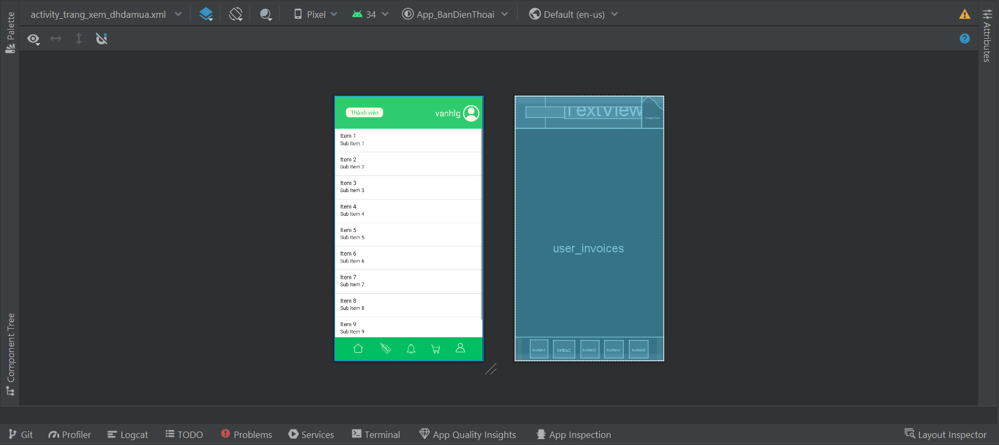 activity_trang_xem_dhdamua.xml
Pixel
34
App_BanDienThoai
Default (en-us)
Palette
Attributes
Component Tree
Thành viên
vanhlg
Item 1
Sub Item 1
Item 2
Sub Item 2
Item 3
Sub Item 3
Item 4
Sub Item 4
Item 5
Sub Item 5
Item 6
Sub Item 6
Item 7
Sub Item 7
Item 8
Sub Item 8
Item 9
Sub Item 9
TextView
ImageView
user_invoices
button1
button2
button3
button4
button5
Git
Profiler
Logcat
TODO
Problems
Services
Terminal
App Quality Insights
App Inspection
Layout Inspector